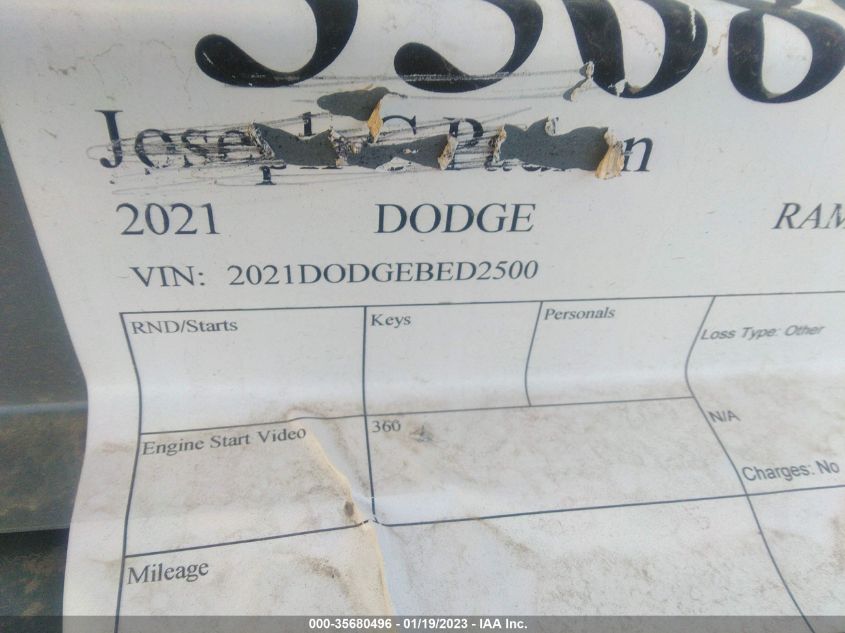 Joseph C
2021 DODGE RAM
VIN: 2021DODGEBED2500
RND/Starts Keys Personals Loss Type: Other
Engine Start Video 360 N/A
Charges: No
Mileage
000-35680496 - 01/19/2023 - IAA Inc.